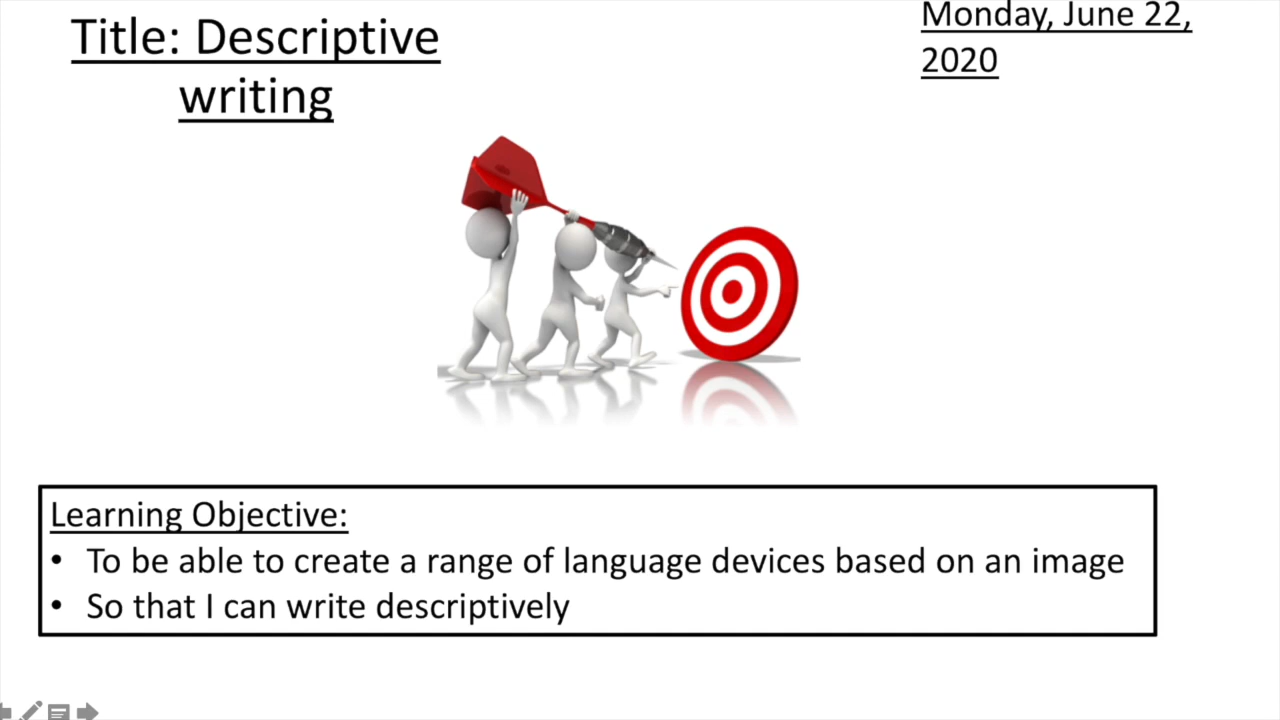 Title: Descriptive
writing
Monday, June 22,
2020
Learning Objective:
• To be able to create a range of language devices based on an image
• So that I can write descriptively